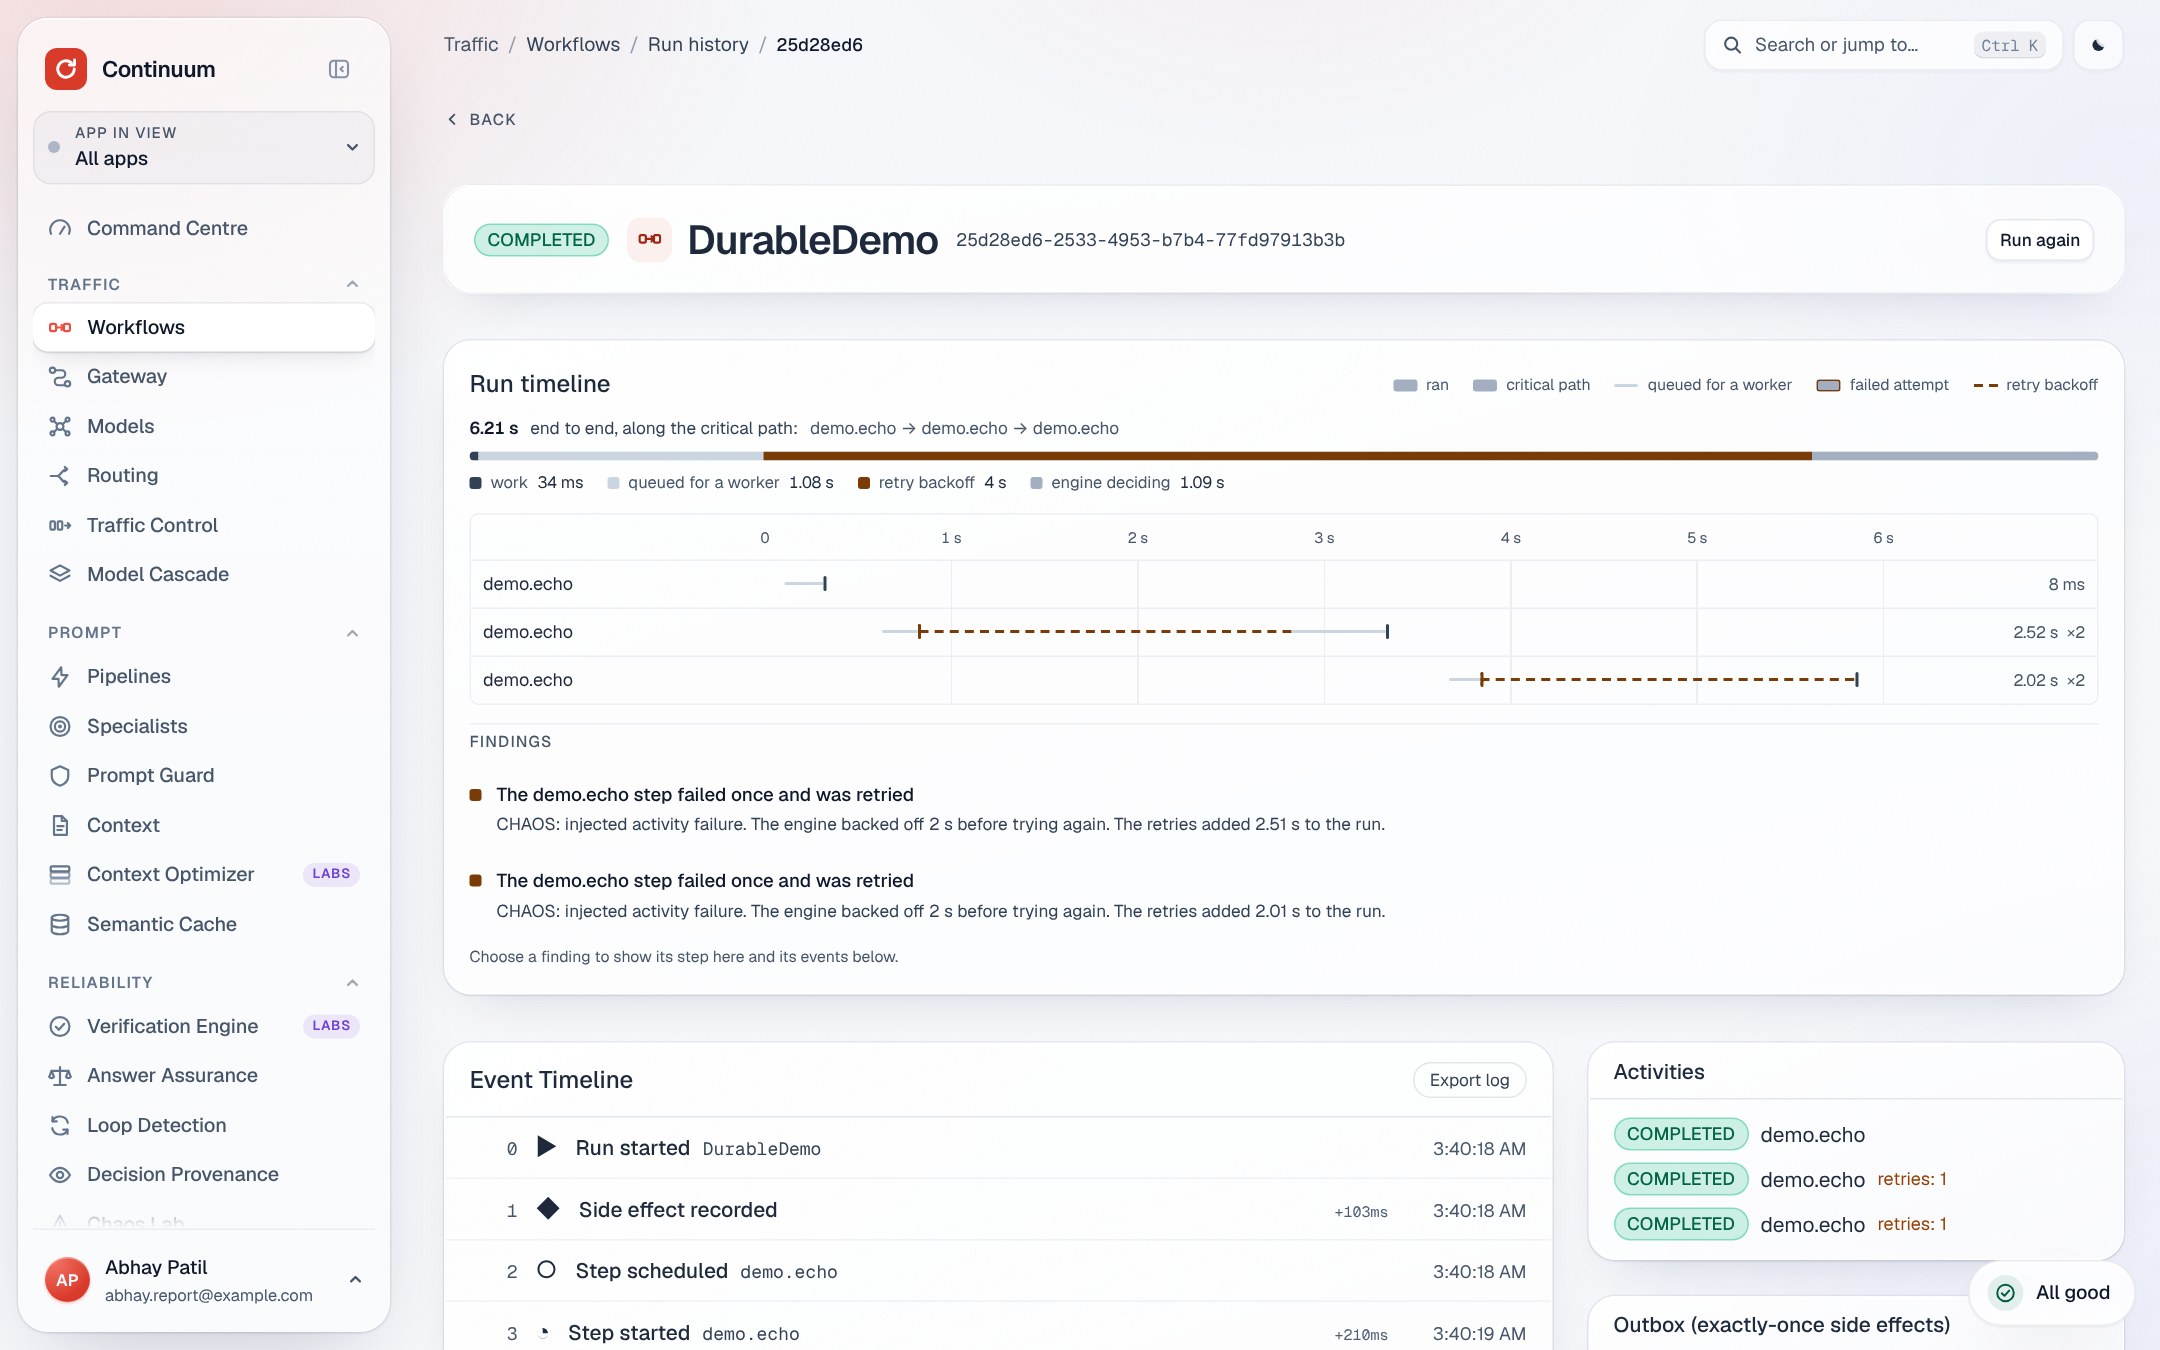 Continuum
APP IN VIEW
All apps
Command Centre
TRAFFIC
Workflows
Gateway
Models
Routing
Traffic Control
Model Cascade
PROMPT
Pipelines
Specialists
Prompt Guard
Context
Context Optimizer LABS
Semantic Cache
RELIABILITY
Verification Engine LABS
Answer Assurance
Loop Detection
Decision Provenance
Chaos Lab
AP
Abhay Patil
abhay.report@example.com
Traffic / Workflows / Run history / 25d28ed6
Search or jump to... Ctrl K
BACK
COMPLETED DurableDemo 25d28ed6-2533-4953-b7b4-77fd97913b3b Run again
Run timeline ran critical path queued for a worker failed attempt retry backoff
6.21 s end to end, along the critical path: demo.echo → demo.echo → demo.echo
work 34 ms queued for a worker 1.08 s retry backoff 4 s engine deciding 1.09 s
0 1 s 2 s 3 s 4 s 5 s 6 s
demo.echo 8 ms
demo.echo 2.52 s ×2
demo.echo 2.02 s ×2
FINDINGS
The demo.echo step failed once and was retried
CHAOS: injected activity failure. The engine backed off 2 s before trying again. The retries added 2.51 s to the run.
The demo.echo step failed once and was retried
CHAOS: injected activity failure. The engine backed off 2 s before trying again. The retries added 2.01 s to the run.
Choose a finding to show its step here and its events below.
Event Timeline Export log
0 Run started DurableDemo 3:40:18 AM
1 Side effect recorded +103ms 3:40:18 AM
2 Step scheduled demo.echo 3:40:18 AM
3 Step started demo.echo +210ms 3:40:19 AM
Activities
COMPLETED demo.echo
COMPLETED demo.echo retries: 1
COMPLETED demo.echo retries: 1
All good
Outbox (exactly-once side effects)